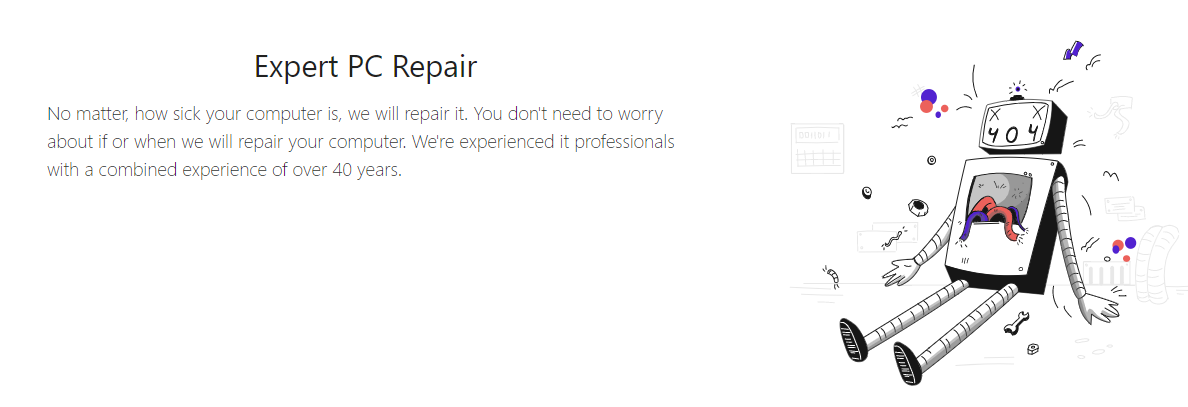 Expert PC Repair
No matter, how sick your computer is, we will repair it. You don't need to worry
about if or when we will repair your computer. We're experienced it professionals
with a combined experience of over 40 years.
404